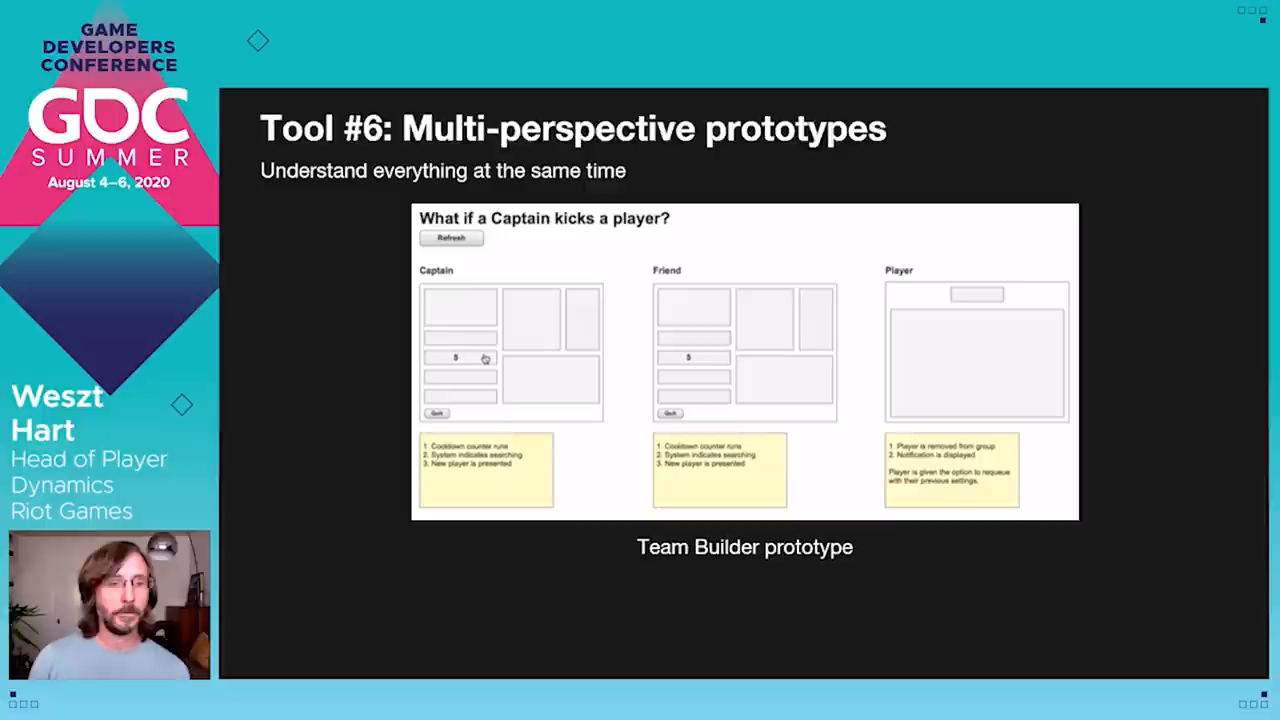 GAME
DEVELOPERS
CONFERENCE
GDC
SUMMER
August 4–6, 2020
Weszt
Hart
Head of Player
Dynamics
Riot Games
Tool #6: Multi-perspective prototypes
Understand everything at the same time
What if a Captain kicks a player?
Refresh
Captain
Friend
Player
5
5
Quit
Quit
1. Cooldown counter runs
2. System indicates searching
3. New player is presented
1. Cooldown counter runs
2. System indicates searching
3. New player is presented
1. Player is removed from group
2. Notification is displayed
Player is given the option to requeue
with their previous settings.
Team Builder prototype